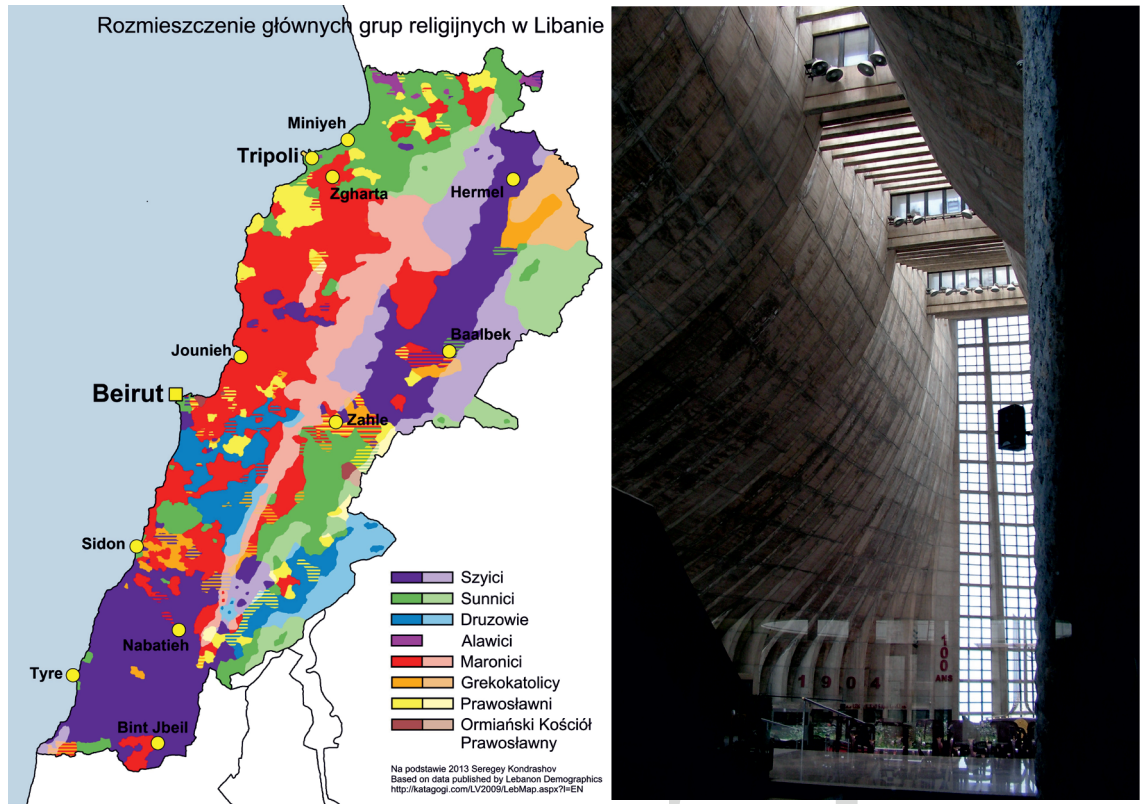 Rozmieszczenie głównych grup religijnych w Libanie
Miniyeh
Tripoli
Zgharta
Hermel
Baalbek
Jounieh
Beirut
Zahle
Sidon
Nabatieh
Tyre
Bint Jbeil
Szyici
Sunnici
Druzowie
Alawici
Maronici
Grekokatolicy
Prawosławni
Ormiański Kościół
Prawosławny
Na podstawie 2013 Seregey Kondrashov
Based on data published by Lebanon Demographics
http://katagogi.com/LV2009/LebMap.aspx?l=EN
100
ANS
1904